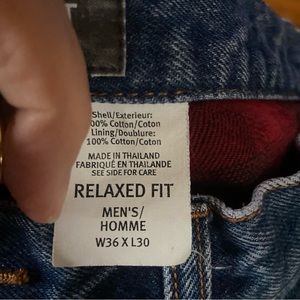 Shell/Exterieur:
100% Cotton/Coton
Lining/Doublure:
100% Cotton/Coton
MADE IN THAILAND
FABRIQUÉ EN THAILANDE
SEE SIDE FOR CARE
RELAXED FIT
MEN'S/
HOMME
W36 X L30